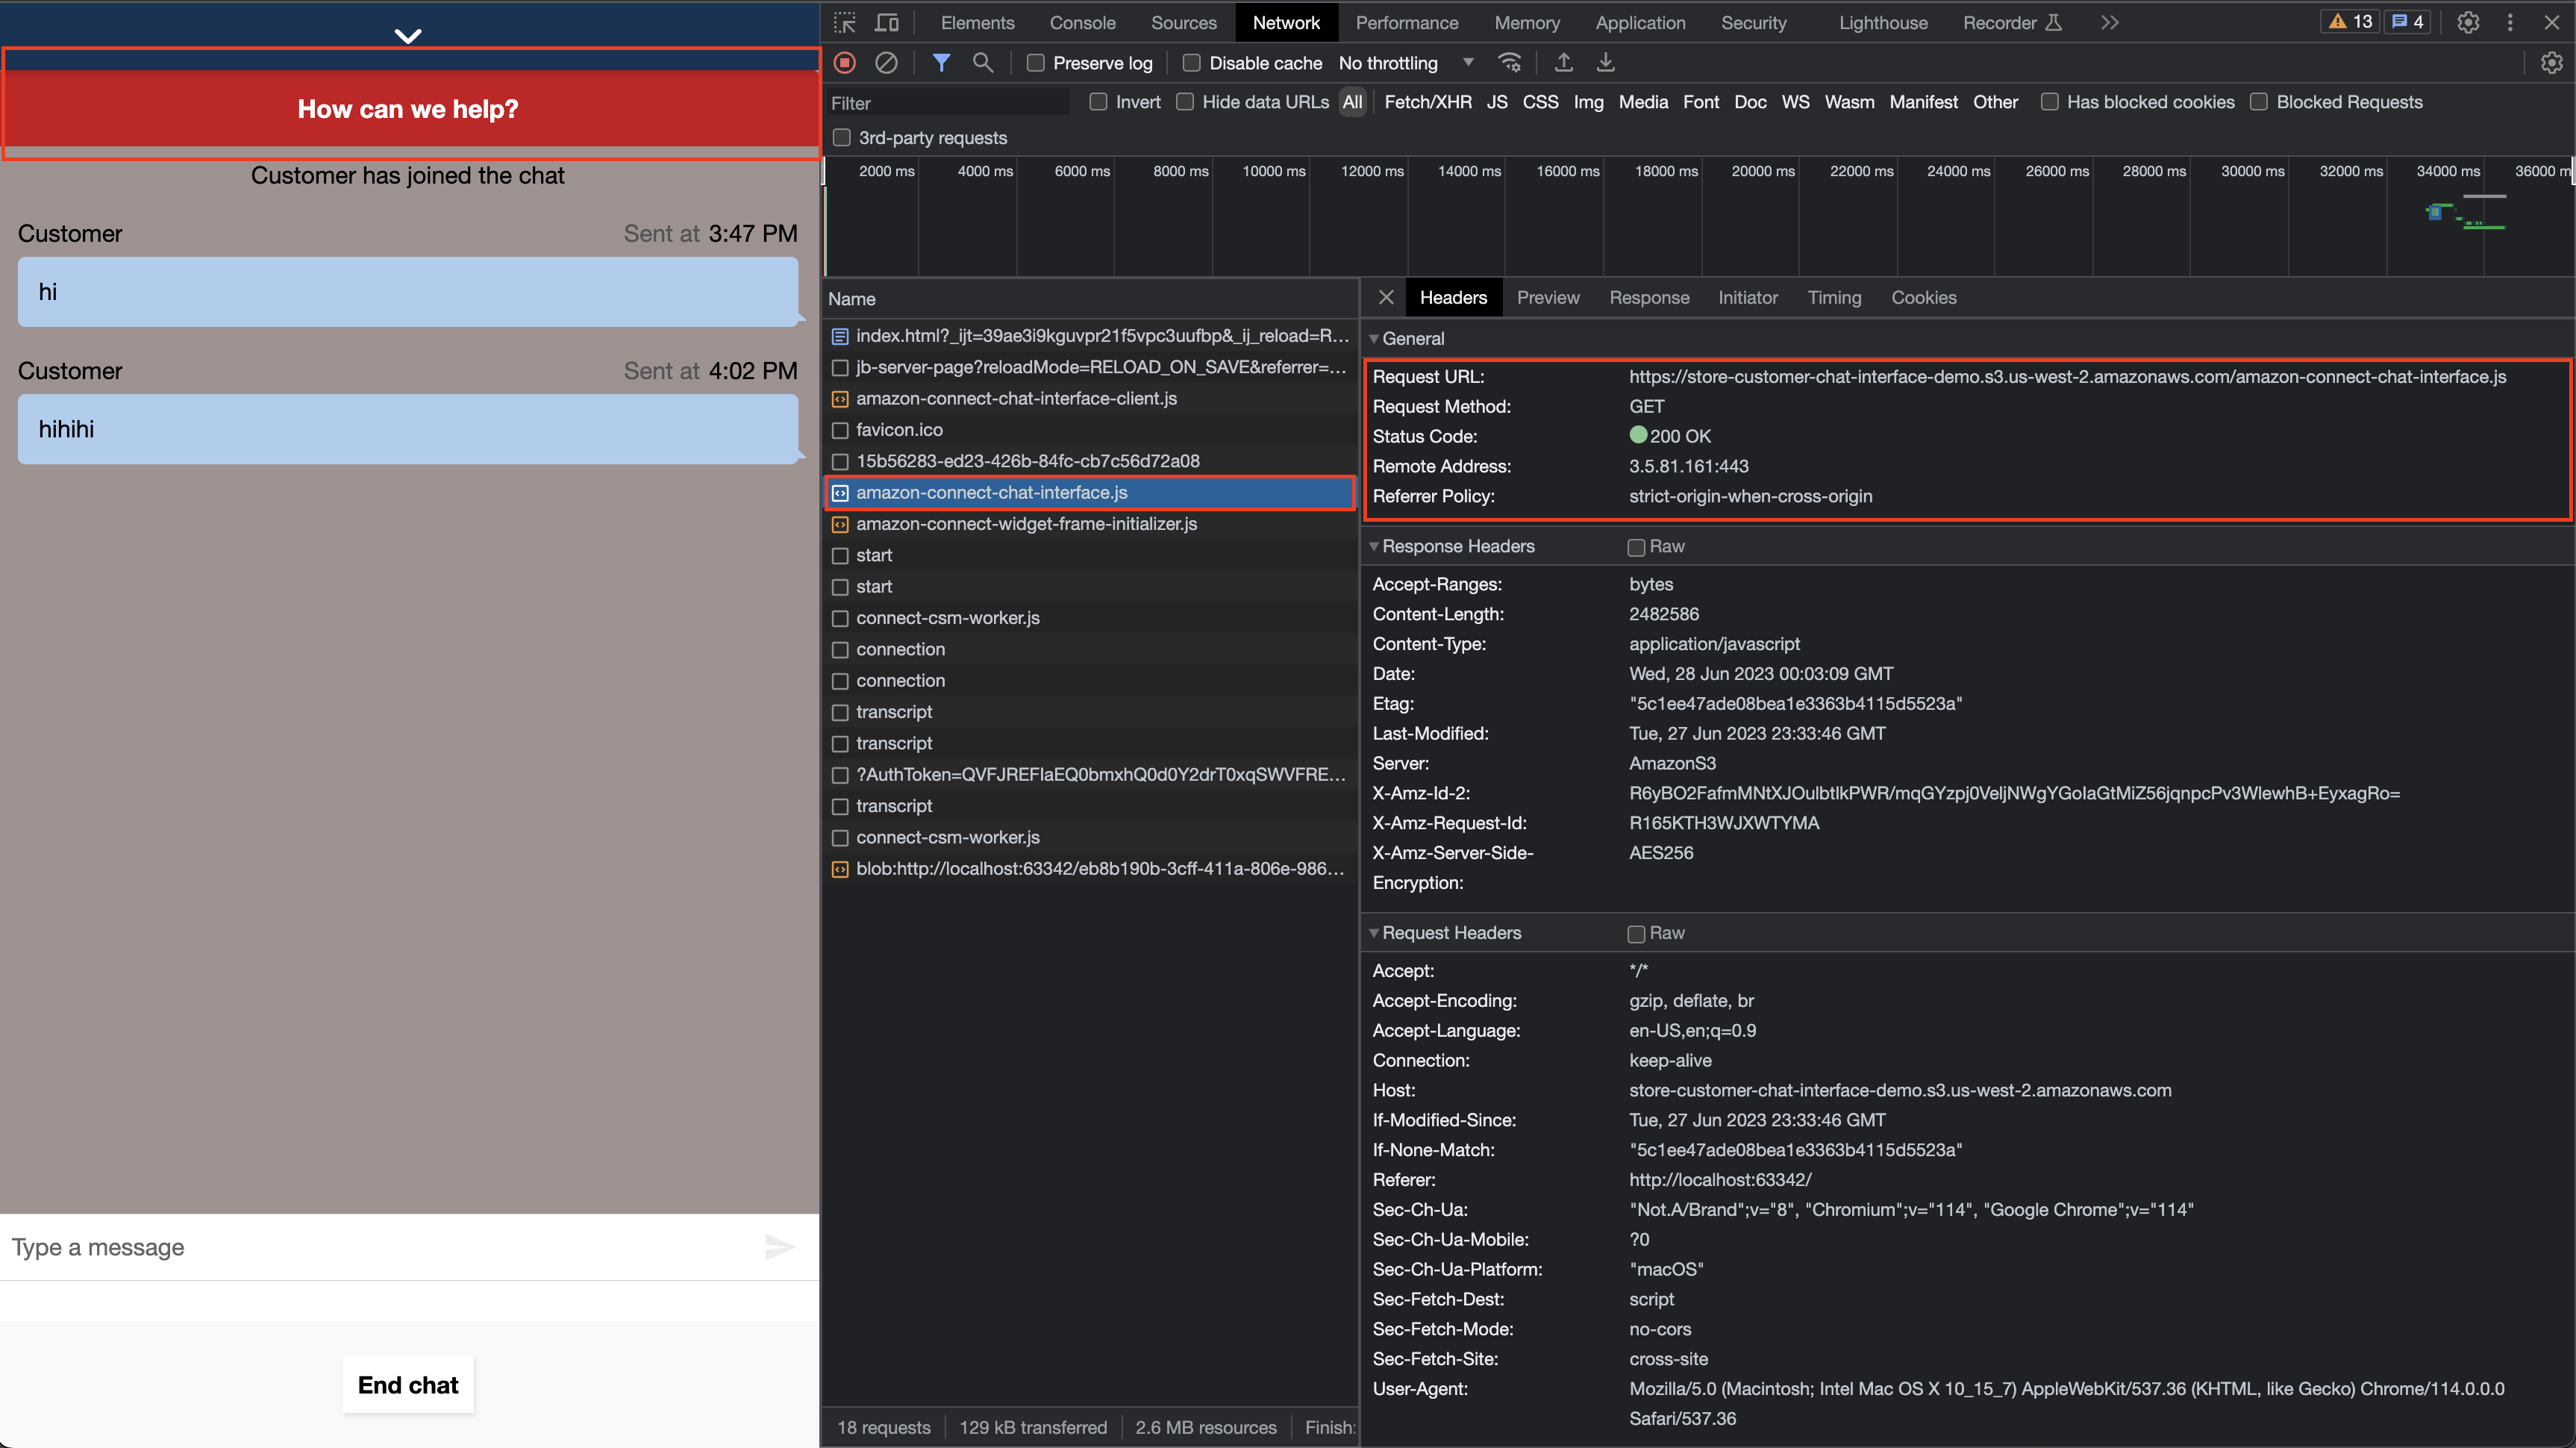 How can we help?
Customer has joined the chat
Customer Sent at 3:47 PM
hi
Customer Sent at 4:02 PM
hihihi
Type a message
End chat
Elements Console Sources Network Performance Memory Application Security Lighthouse Recorder 13 4
Preserve log Disable cache No throttling
Filter Invert Hide data URLs All Fetch/XHR JS CSS Img Media Font Doc WS Wasm Manifest Other Has blocked cookies Blocked Requests
3rd-party requests
2000 ms 4000 ms 6000 ms 8000 ms 10000 ms 12000 ms 14000 ms 16000 ms 18000 ms 20000 ms 22000 ms 24000 ms 26000 ms 28000 ms 30000 ms 32000 ms 34000 ms 36000 m
Name
index.html?_ijt=39ae3i9kguvpr21f5vpc3uufbp&_ij_reload=R...
jb-server-page?reloadMode=RELOAD_ON_SAVE&referrer=...
amazon-connect-chat-interface-client.js
favicon.ico
15b56283-ed23-426b-84fc-cb7c56d72a08
amazon-connect-chat-interface.js
amazon-connect-widget-frame-initializer.js
start
start
connect-csm-worker.js
connection
connection
transcript
transcript
?AuthToken=QVFJREFIaEQ0bmxhQ0d0Y2drT0xqSWVFRE...
transcript
connect-csm-worker.js
blob:http://localhost:63342/eb8b190b-3cff-411a-806e-986...
18 requests 129 kB transferred 2.6 MB resources Finish:
Headers Preview Response Initiator Timing Cookies
General
Request URL: https://store-customer-chat-interface-demo.s3.us-west-2.amazonaws.com/amazon-connect-chat-interface.js
Request Method: GET
Status Code: 200 OK
Remote Address: 3.5.81.161:443
Referrer Policy: strict-origin-when-cross-origin
Response Headers Raw
Accept-Ranges: bytes
Content-Length: 2482586
Content-Type: application/javascript
Date: Wed, 28 Jun 2023 00:03:09 GMT
Etag: "5c1ee47ade08bea1e3363b4115d5523a"
Last-Modified: Tue, 27 Jun 2023 23:33:46 GMT
Server: AmazonS3
X-Amz-Id-2: R6yBO2FafmMNtXJOulbtIkPWR/mqGYzpj0VeljNWgYGoIaGtMiZ56jqnpcPv3WlewhB+EyxagRo=
X-Amz-Request-Id: R165KTH3WJXWTYMA
X-Amz-Server-Side- AES256
Encryption:
Request Headers Raw
Accept: */*
Accept-Encoding: gzip, deflate, br
Accept-Language: en-US,en;q=0.9
Connection: keep-alive
Host: store-customer-chat-interface-demo.s3.us-west-2.amazonaws.com
If-Modified-Since: Tue, 27 Jun 2023 23:33:46 GMT
If-None-Match: "5c1ee47ade08bea1e3363b4115d5523a"
Referer: http://localhost:63342/
Sec-Ch-Ua: "Not.A/Brand";v="8", "Chromium";v="114", "Google Chrome";v="114"
Sec-Ch-Ua-Mobile: ?0
Sec-Ch-Ua-Platform: "macOS"
Sec-Fetch-Dest: script
Sec-Fetch-Mode: no-cors
Sec-Fetch-Site: cross-site
User-Agent: Mozilla/5.0 (Macintosh; Intel Mac OS X 10_15_7) AppleWebKit/537.36 (KHTML, like Gecko) Chrome/114.0.0.0
Safari/537.36